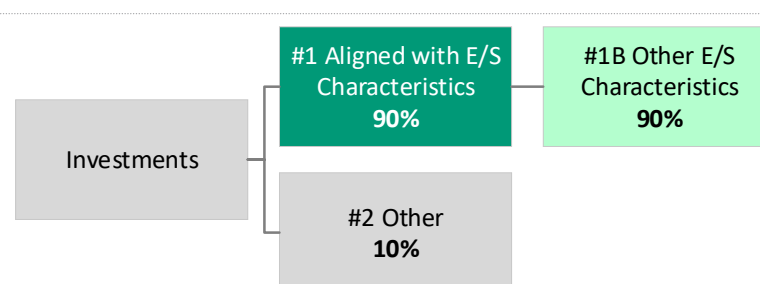 #1 Aligned with E/S
Characteristics
90%
#1B Other E/S
Characteristics
90%
Investments
#2 Other
10%